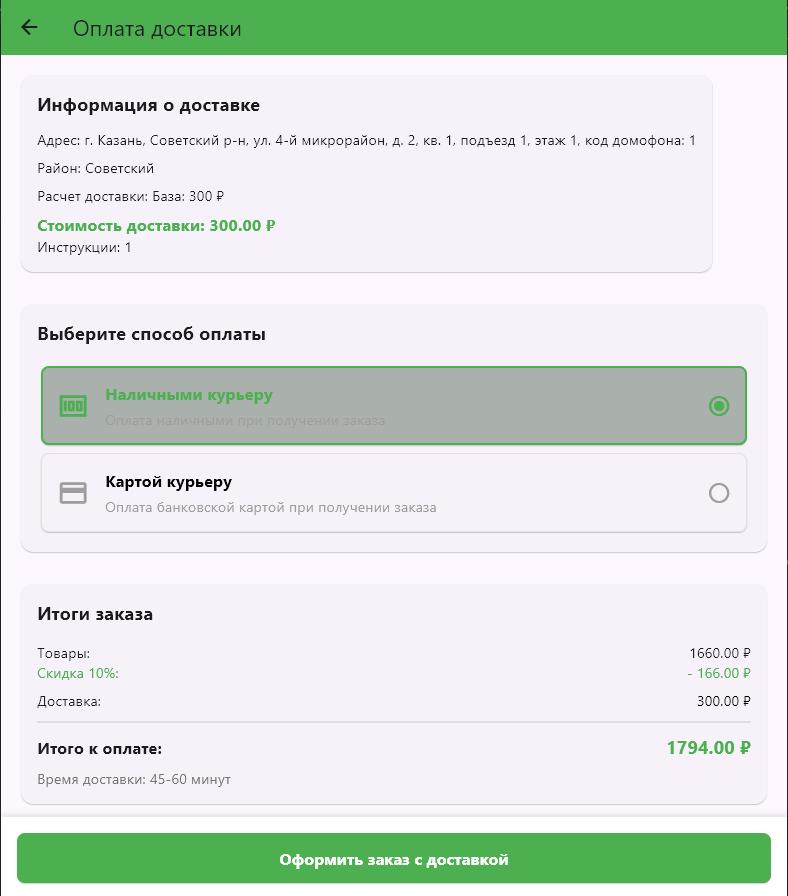 Оплата доставки
Информация о доставке
Адрес: г. Казань, Советский р-н, ул. 4-й микрорайон, д. 2, кв. 1, подъезд 1, этаж 1, код домофона: 1
Район: Советский
Расчет доставки: База: 300 ₽
Стоимость доставки: 300.00 ₽
Инструкции: 1
Выберите способ оплаты
100
Наличными курьеру
Оплата наличными при получении заказа
Картой курьеру
Оплата банковской картой при получении заказа
Итоги заказа
Товары: 1660.00 ₽
Скидка 10%: - 166.00 ₽
Доставка: 300.00 ₽
Итого к оплате: 1794.00 ₽
Время доставки: 45-60 минут
Оформить заказ с доставкой